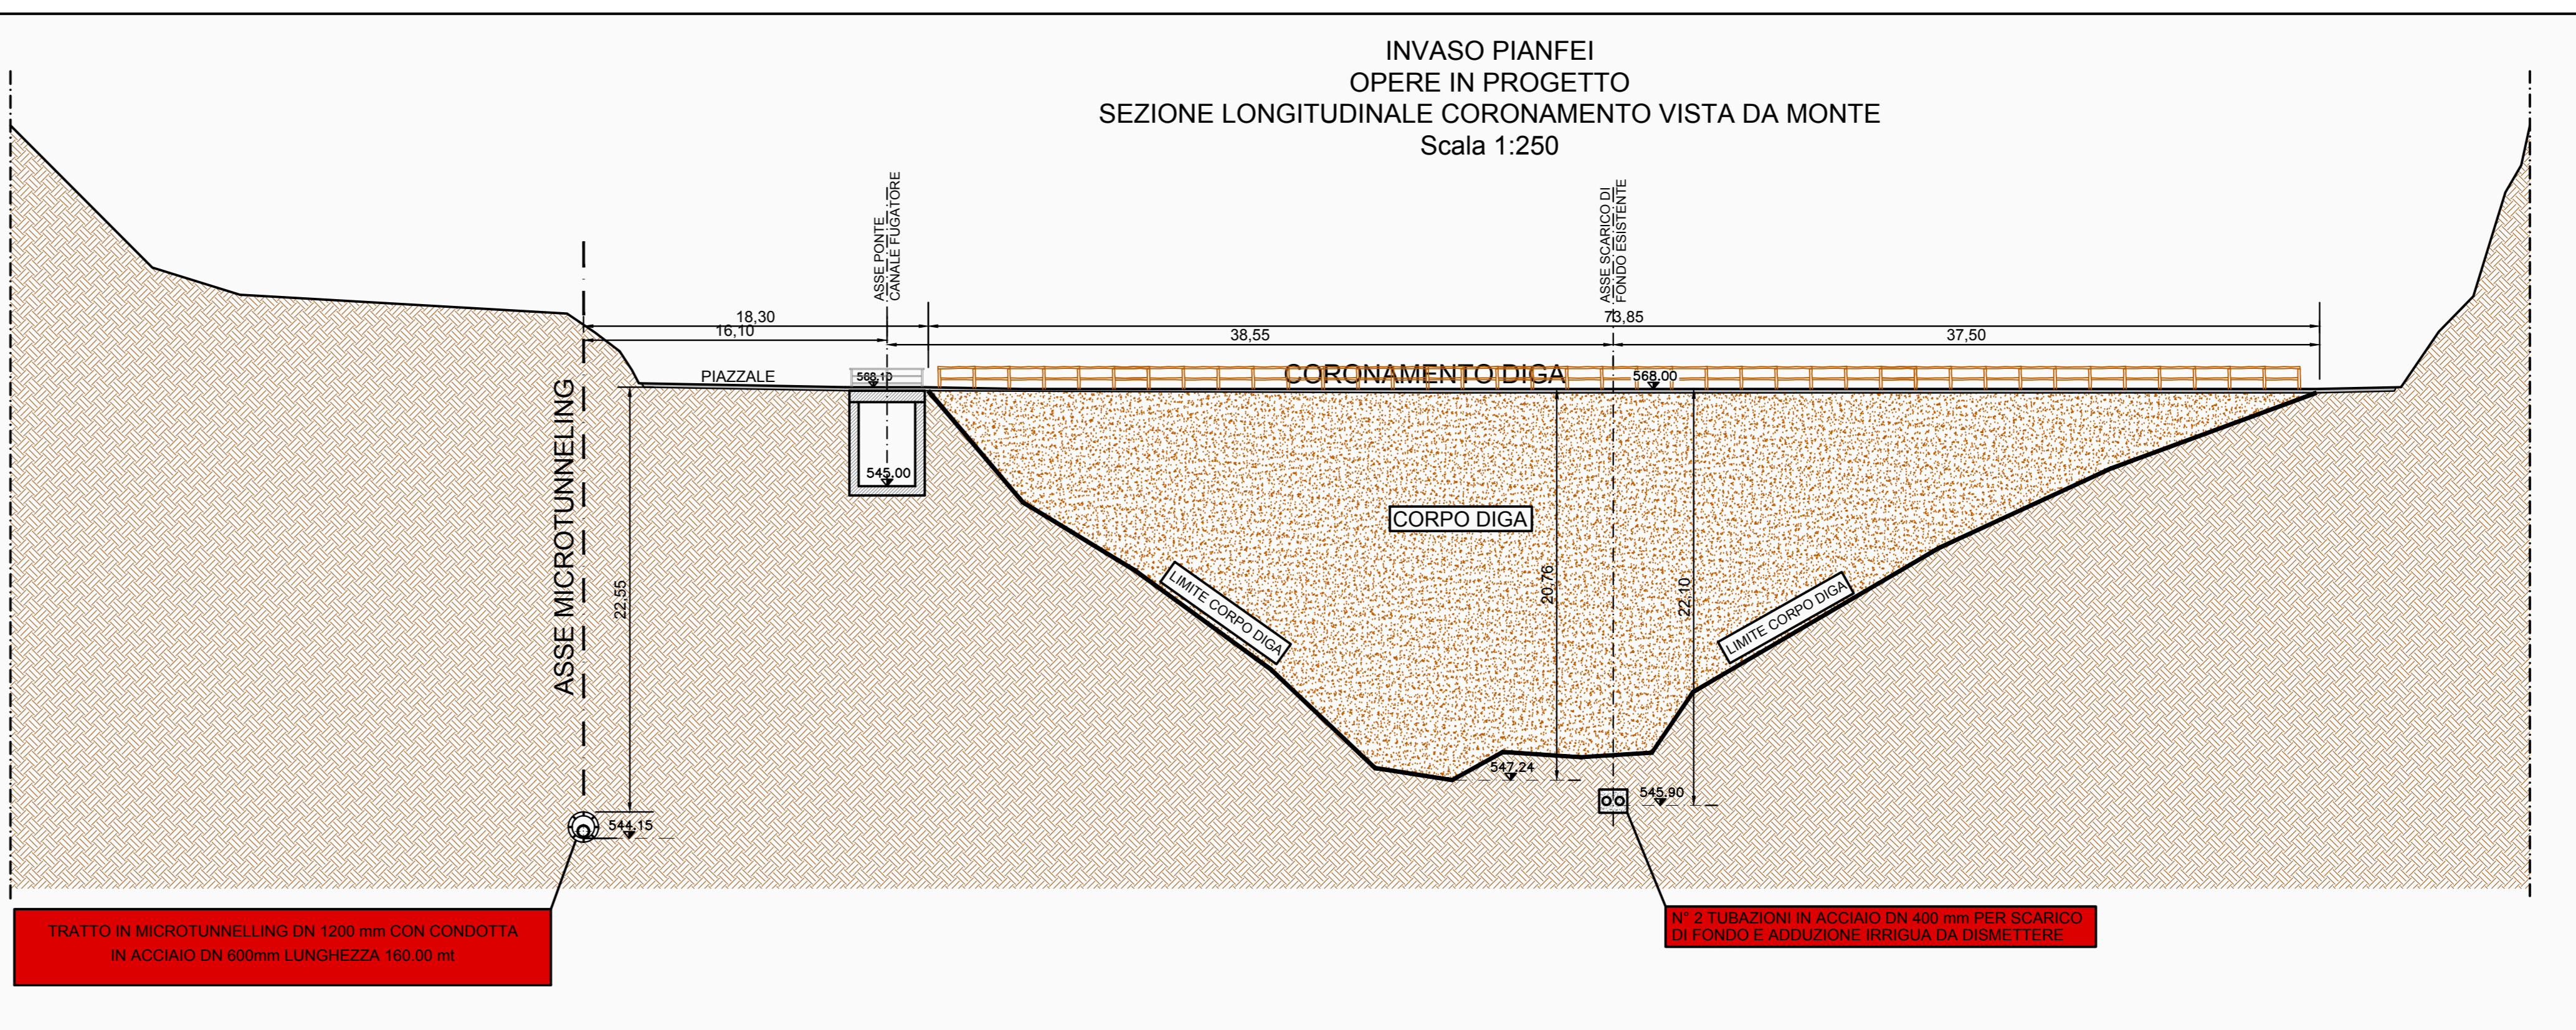 INVASO PIANFEI
OPERE IN PROGETTO
SEZIONE LONGITUDINALE CORONAMENTO VISTA DA MONTE
Scala 1:250
ASSE PONTE
CANALE FUGATORE
ASSE SCARICO DI
FONDO ESISTENTE
18,30
73,85
16,10
38,55
37,50
PIAZZALE
568.10
CORONAMENTO DIGA
568.00
ASSE MICROTUNNELING
545.00
CORPO DIGA
22,55
20,76
22,10
LIMITE CORPO DIGA
LIMITE CORPO DIGA
547.24
545.90
544.15
TRATTO IN MICROTUNNELLING DN 1200 mm CON CONDOTTA
IN ACCIAIO DN 600mm LUNGHEZZA 160.00 mt
N° 2 TUBAZIONI IN ACCIAIO DN 400 mm PER SCARICO
DI FONDO E ADDUZIONE IRRIGUA DA DISMETTERE